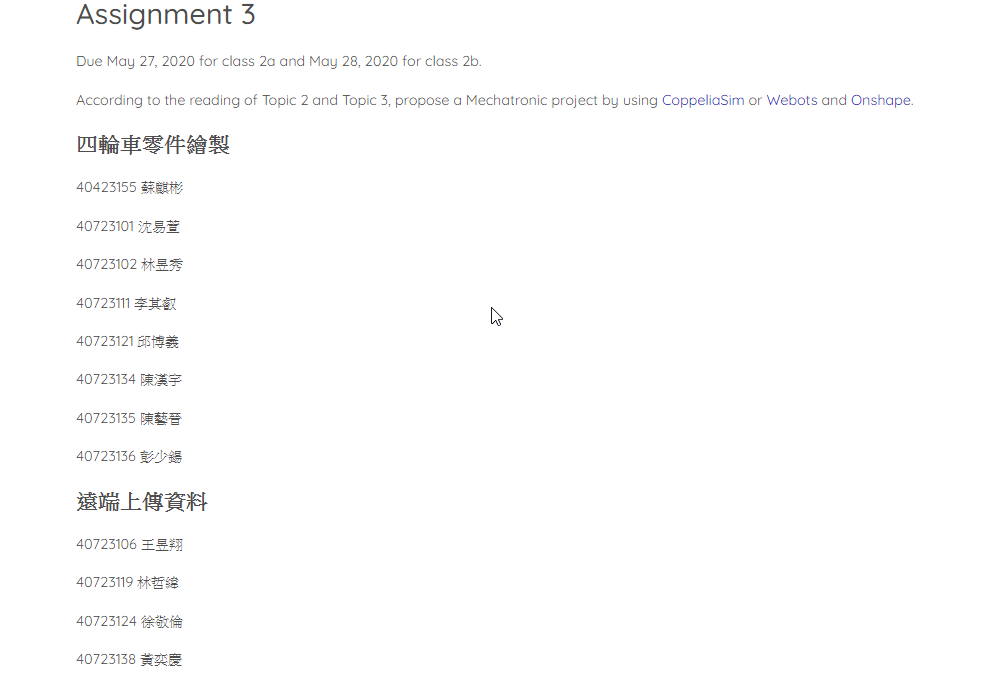 Assignment 3
Due May 27, 2020 for class 2a and May 28, 2020 for class 2b.
According to the reading of Topic 2 and Topic 3, propose a Mechatronic project by using CoppeliaSim or Webots and Onshape.
四輪車零件繪製
40423155 蘇麒彬
40723101 沈易萱
40723102 林昱秀
40723111 李其叡
40723121 邱博義
40723134 陳漢宇
40723135 陳藝晉
40723136 彭少鍚
遠端上傳資料
40723106 王昱翔
40723119 林哲緯
40723124 徐敬倫
40723138 黃奕慶